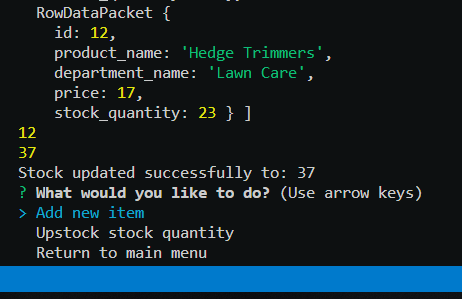 RowDataPacket {
id: 12,
product_name: 'Hedge Trimmers',
department_name: 'Lawn Care',
price: 17,
stock_quantity: 23 } ]
12
37
Stock updated successfully to: 37
? What would you like to do? (Use arrow keys)
> Add new item
Upstock stock quantity
Return to main menu